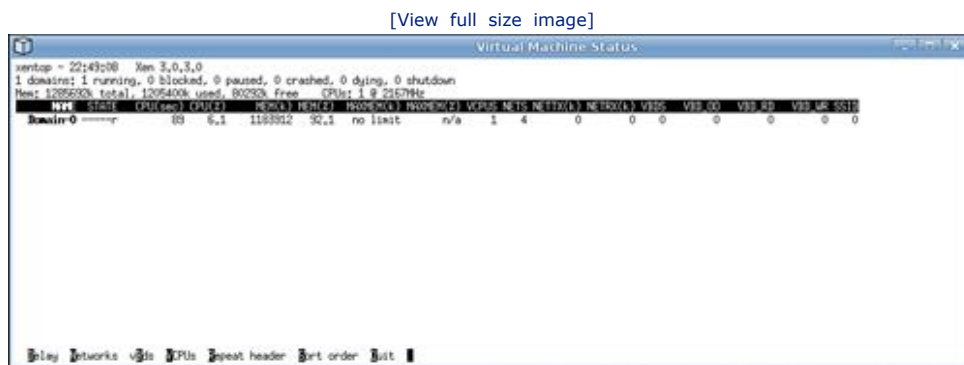 [View full size image]
Virtual Machine Status
xentop - 22:49:08 Xen 3.0.3.0
1 domains: 1 running, 0 blocked, 0 paused, 0 crashed, 0 dying, 0 shutdown
Mem: 1285692k total, 1205400k used, 80292k free CPUs: 1 @ 2167MHz
NAME STATE CPU(sec) CPU(%) MEM(k) MEM(%) MAXMEM(k) MAXMEM(%) VCPUS NETS NETTX(k) NETRX(k) VBDS VBD_OO VBD_RD VBD_WR SSID
Domain-0 -----r 89 6.1 1183912 92.1 no limit n/a 1 4 0 0 0 0 0 0 0
Delay Networks vBds VCPUs Repeat header Sort order Quit